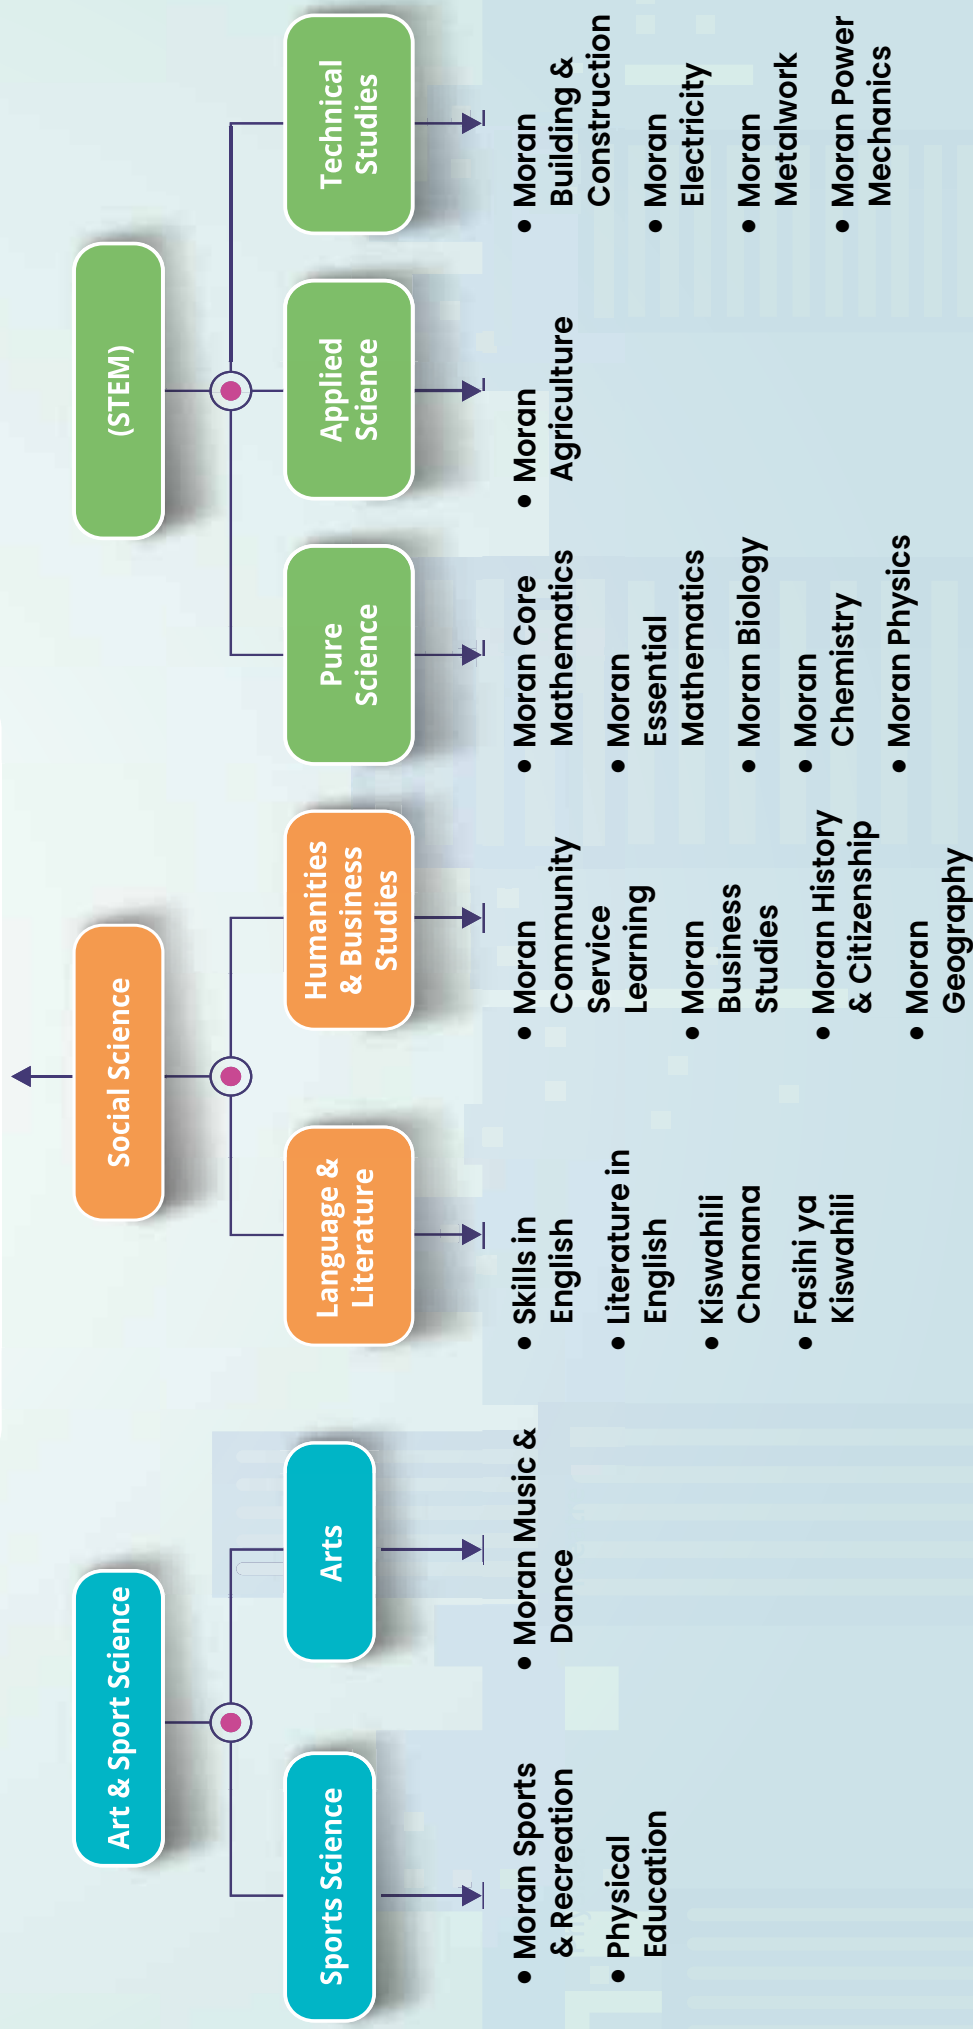 Art & Sport Science
Social Science
(STEM)
Sports Science
Arts
Language &
Literature
Humanities
& Business
Studies
Pure
Science
Applied
Science
Technical
Studies
• Moran Sports
& Recreation
• Physical
Education
• Moran Music &
Dance
• Skills in
English
• Literature in
English
• Kiswahili
Chanana
• Fasihi ya
Kiswahili
• Moran
Community
Service
Learning
• Moran
Business
Studies
• Moran History
& Citizenship
• Moran
Geography
• Moran Core
Mathematics
• Moran
Essential
Mathematics
• Moran Biology
• Moran
Chemistry
• Moran Physics
• Moran
Agriculture
• Moran
Building &
Construction
• Moran
Electricity
• Moran
Metalwork
• Moran Power
Mechanics